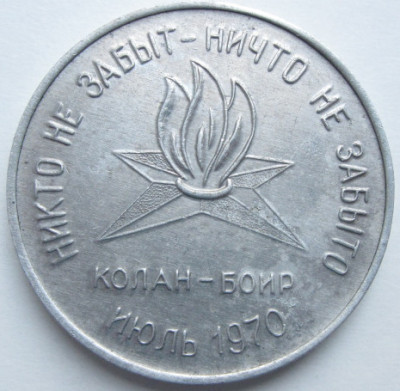 НИКТО НЕ ЗАБЫТ - НИЧТО НЕ ЗАБЫТО
КОЛАН - БОИР
ИЮЛЬ 1970